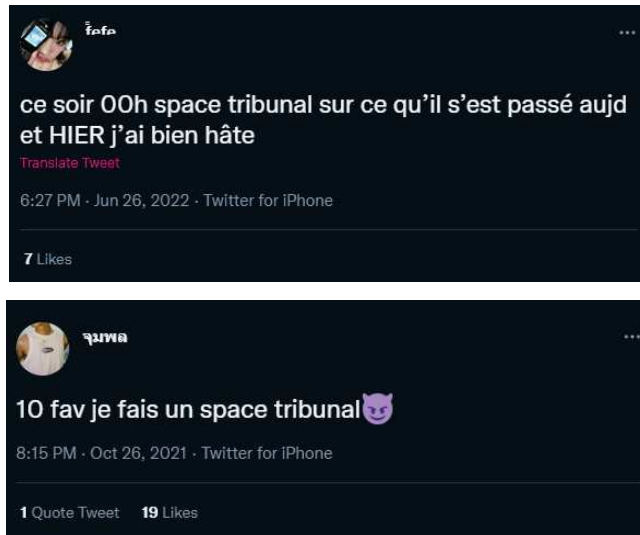 fefe
ce soir 00h space tribunal sur ce qu’il s’est passé aujd
et HIER j’ai bien hâte
Translate Tweet
6:27 PM · Jun 26, 2022 · Twitter for iPhone
7 Likes
จุมพล
10 fav je fais un space tribunal😈
8:15 PM · Oct 26, 2021 · Twitter for iPhone
1 Quote Tweet 19 Likes